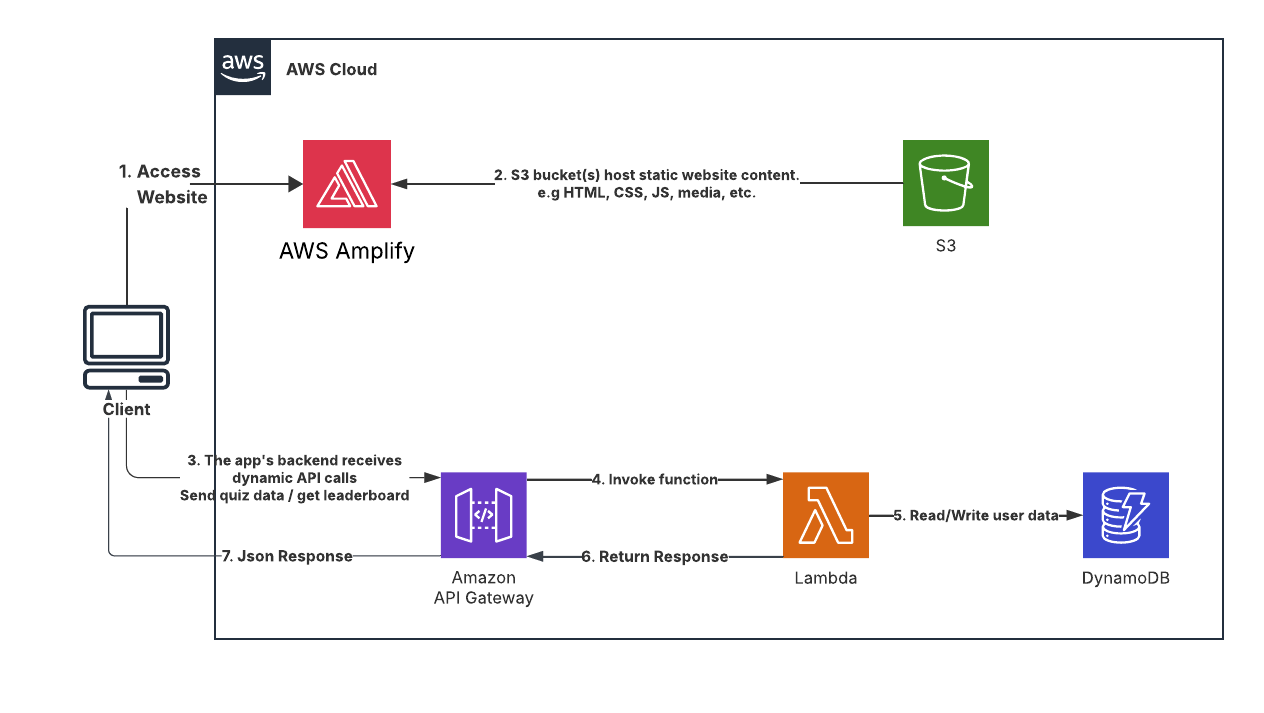 aws
AWS Cloud
1. Access
Website
2. S3 bucket(s) host static website content.
e.g HTML, CSS, JS, media, etc.
AWS Amplify
S3
Client
3. The app's backend receives
dynamic API calls
Send quiz data / get leaderboard
4. Invoke function
5. Read/Write user data
6. Return Response
7. Json Response
</>
Amazon
API Gateway
Lambda
DynamoDB